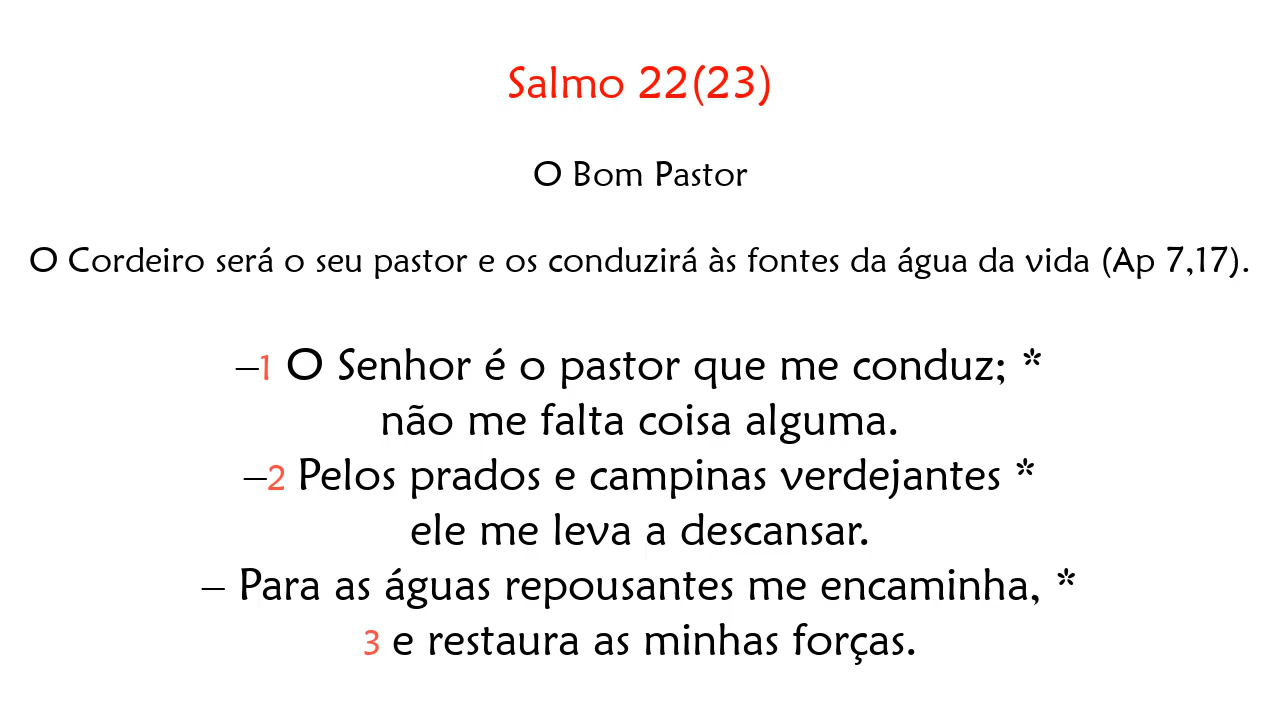 Salmo 22(23)
O Bom Pastor
O Cordeiro será o seu pastor e os conduzirá às fontes da água da vida (Ap 7,17).
–1 O Senhor é o pastor que me conduz; *
não me falta coisa alguma.
–2 Pelos prados e campinas verdejantes *
ele me leva a descansar.
– Para as águas repousantes me encaminha, *
3 e restaura as minhas forças.